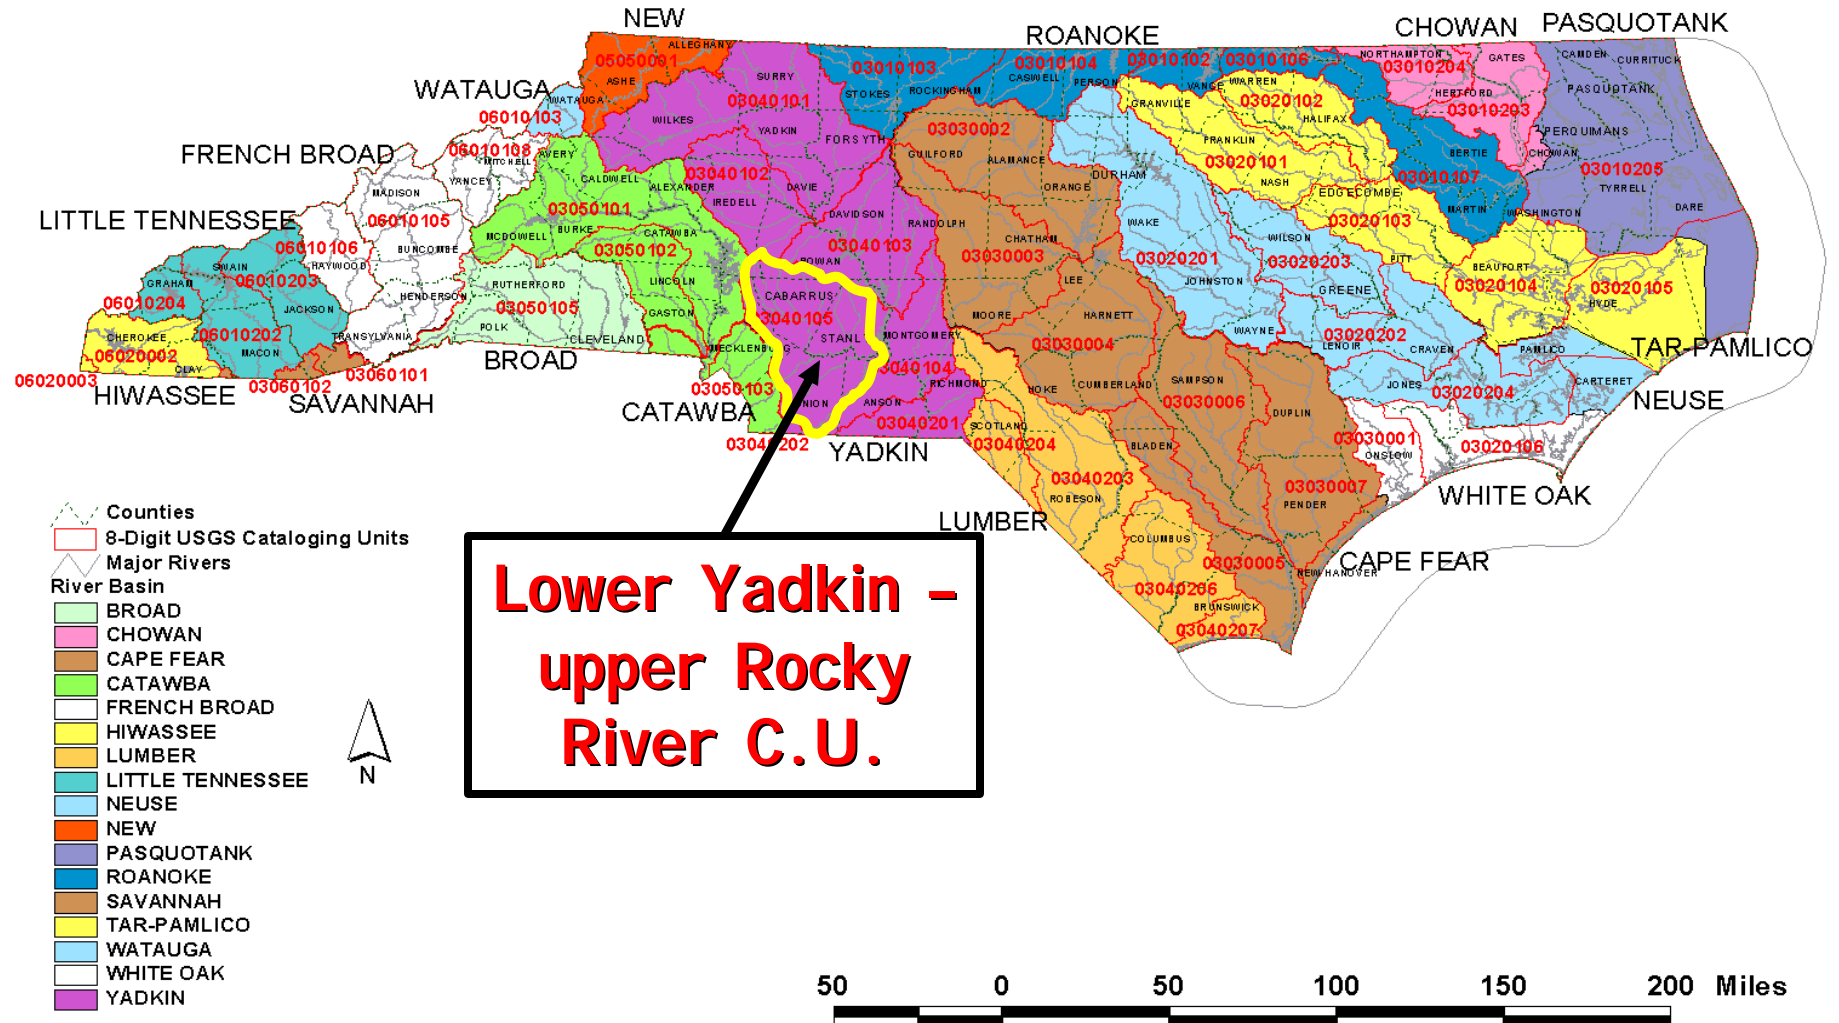 NEW
ROANOKE
CHOWAN
PASQUOTANK
WATAUGA
FRENCH BROAD
LITTLE TENNESSEE
HIWASSEE
SAVANNAH
BROAD
CATAWBA
YADKIN
LUMBER
CAPE FEAR
WHITE OAK
NEUSE
TAR-PAMLICO
ALLEGHANY
05050001
ASHE
WATAUGA
06010103
SURRY
03040101
WILKES
YADKIN
FORSYTH
STOKES
03010103
ROCKINGHAM
CASWELL
03010104
PERSON
03010102
VANCE
WARREN
03010106
NORTHAMPTON
03010204
GATES
HERTFORD
03010203
CAMDEN
CURRITUCK
PASQUOTANK
PERQUIMANS
CHOWAN
03010205
TYRRELL
DARE
WASHINGTON
BERTIE
03010107
MARTIN
GRANVILLE
03020102
HALIFAX
FRANKLIN
03020101
NASH
EDGECOMBE
03020103
PITT
BEAUFORT
03020104
03020105
HYDE
GUILFORD
03030002
ALAMANCE
ORANGE
DURHAM
WAKE
WILSON
03020201
03020203
JOHNSTON
GREENE
WAYNE
03020202
LENOIR
CRAVEN
PAMLICO
JONES
03020204
CARTERET
RANDOLPH
CHATHAM
03030003
LEE
MOORE
HARNETT
03030004
CUMBERLAND
SAMPSON
03030006
DUPLIN
BLADEN
03030007
PENDER
03030005
NEW HANOVER
03030001
ONSLOW
03020106
SCOTLAND
03040204
03040203
ROBESON
COLUMBUS
03040206
BRUNSWICK
03040207
06010108
MITCHELL
AVERY
YANCEY
MADISON
06010105
BUNCOMBE
06010106
HAYWOOD
HENDERSON
TRANSYLVANIA
SWAIN
06010203
GRAHAM
06010204
JACKSON
06010202
MACON
CHEROKEE
06020002
CLAY
06020003
03060102
03060101
CALDWELL
ALEXANDER
03050101
BURKE
MCDOWELL
CATAWBA
03050102
LINCOLN
GASTON
RUTHERFORD
03050105
POLK
CLEVELAND
03050103
03040102
IREDELL
DAVIE
DAVIDSON
03040103
CABARRUS
3040105
STANL
MONTGOMERY
3040104
RICHMOND
ANSON
03040201
03040202
Lower Yadkin –
upper Rocky
River C.U.
Counties
8-Digit USGS Cataloging Units
Major Rivers
River Basin
BROAD
CHOWAN
CAPE FEAR
CATAWBA
FRENCH BROAD
HIWASSEE
LUMBER
LITTLE TENNESSEE
NEUSE
NEW
PASQUOTANK
ROANOKE
SAVANNAH
TAR-PAMLICO
WATAUGA
WHITE OAK
YADKIN
N
50 0 50 100 150 200 Miles